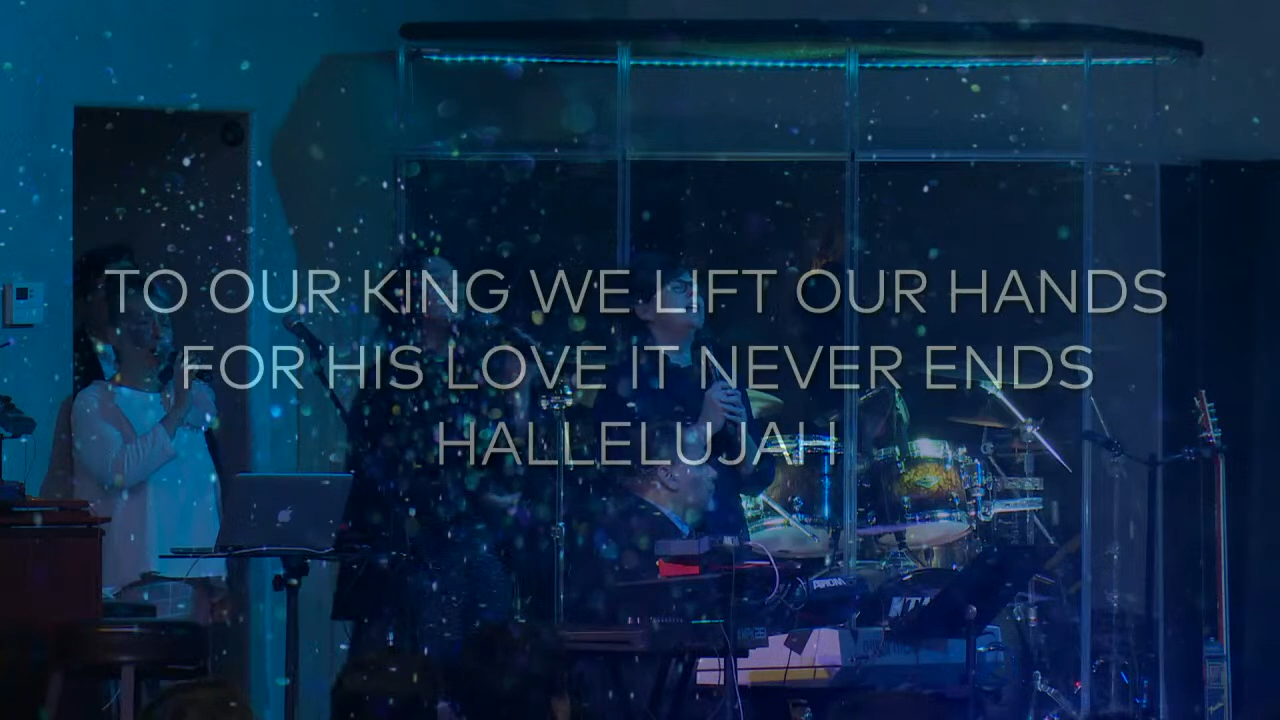 TO OUR KING WE LIFT OUR HANDS
FOR HIS LOVE IT NEVER ENDS
HALLELUJAH